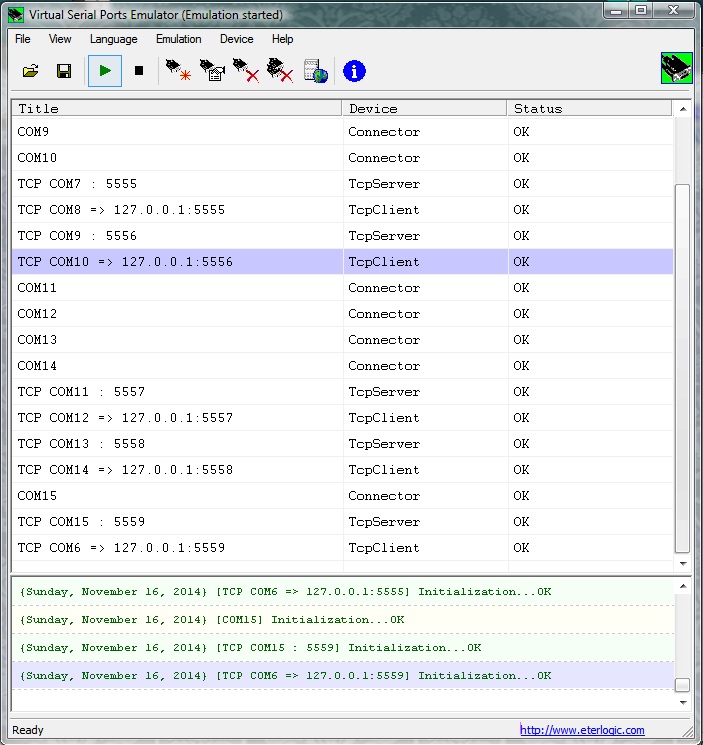 Virtual Serial Ports Emulator (Emulation started)
File View Language Emulation Device Help
Title Device Status
COM9 Connector OK
COM10 Connector OK
TCP COM7 : 5555 TcpServer OK
TCP COM8 => 127.0.0.1:5555 TcpClient OK
TCP COM9 : 5556 TcpServer OK
TCP COM10 => 127.0.0.1:5556 TcpClient OK
COM11 Connector OK
COM12 Connector OK
COM13 Connector OK
COM14 Connector OK
TCP COM11 : 5557 TcpServer OK
TCP COM12 => 127.0.0.1:5557 TcpClient OK
TCP COM13 : 5558 TcpServer OK
TCP COM14 => 127.0.0.1:5558 TcpClient OK
COM15 Connector OK
TCP COM15 : 5559 TcpServer OK
TCP COM6 => 127.0.0.1:5559 TcpClient OK
{Sunday, November 16, 2014} [TCP COM6 => 127.0.0.1:5555] Initialization...OK
{Sunday, November 16, 2014} [COM15] Initialization...OK
{Sunday, November 16, 2014} [TCP COM15 : 5559] Initialization...OK
{Sunday, November 16, 2014} [TCP COM6 => 127.0.0.1:5559] Initialization...OK
Ready http://www.eterlogic.com